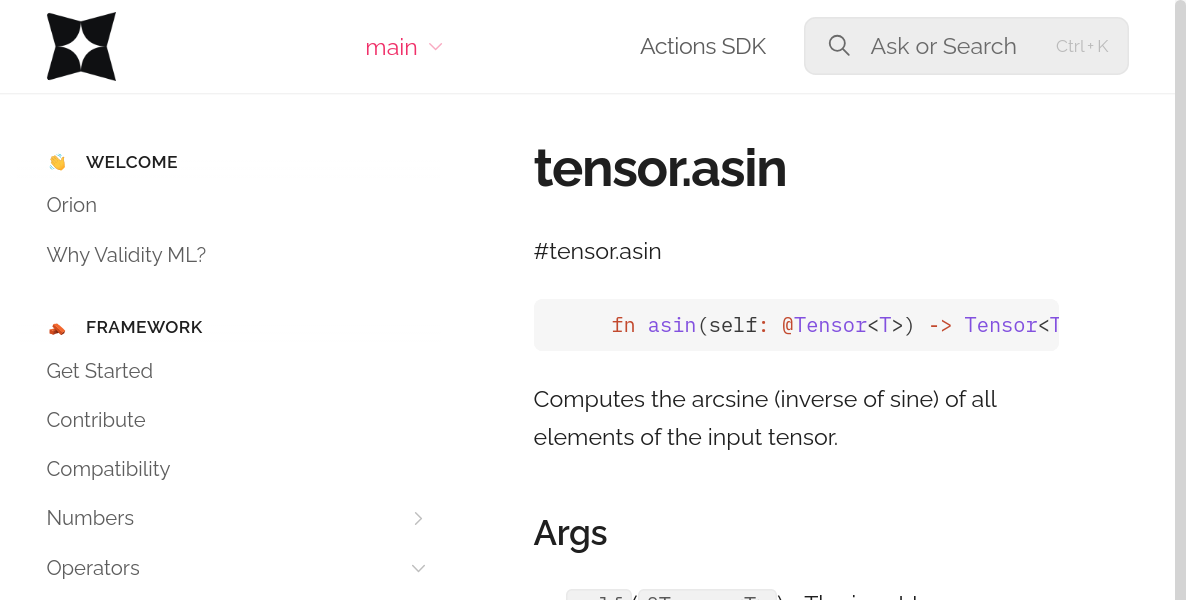 main
Actions SDK
Ask or Search
Ctrl + K
WELCOME
Orion
Why Validity ML?
FRAMEWORK
Get Started
Contribute
Compatibility
Numbers
Operators
tensor.asin
#tensor.asin
fn asin(self: @Tensor<T>) -> Tensor<T
Computes the arcsine (inverse of sine) of all
elements of the input tensor.
Args